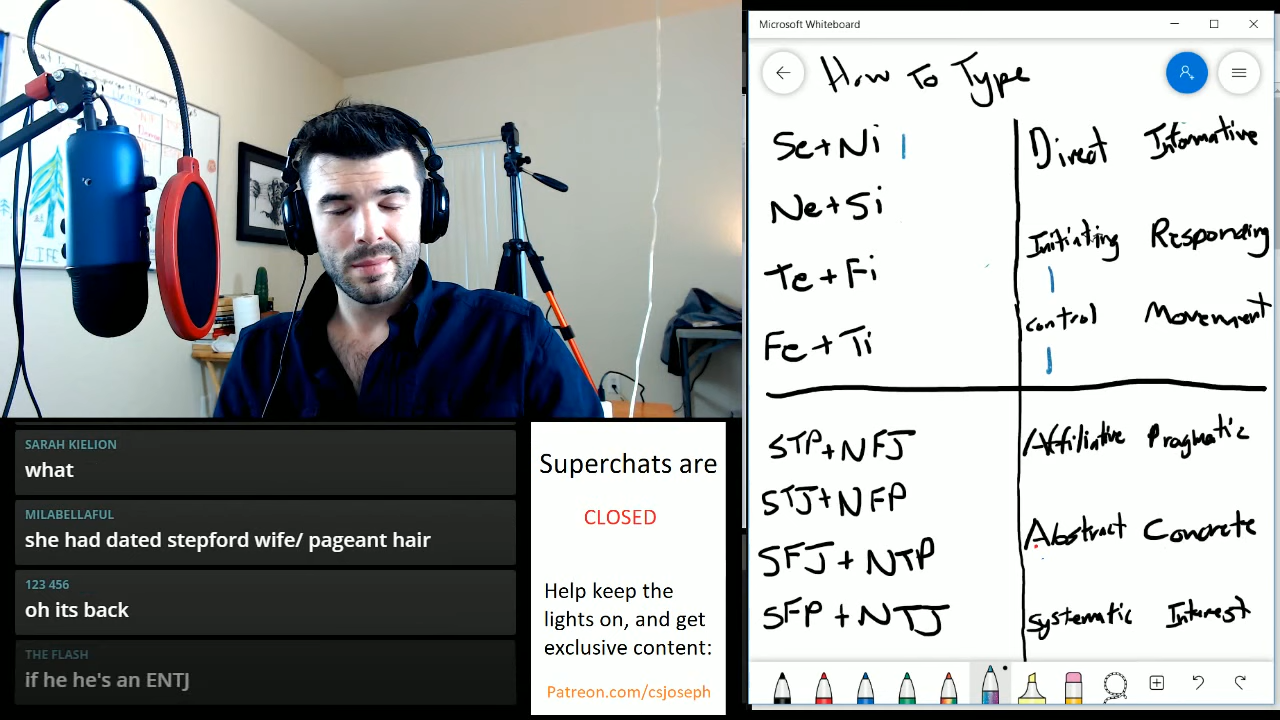 Microsoft Whiteboard
How To Type
Se+Ni |
Ne+Si
Te+Fi
Fe+Ti
Direct Informative
Initiating Responding
|
Control Movement
|
STP+NFJ
STJ+NFP
SFJ+NTP
SFP+NTJ
Affiliative Pragmatic
Abstract Concrete
Systematic Interest
LIFE
SARAH KIELION
what
MILABELLAFUL
she had dated stepford wife/ pageant hair
123 456
oh its back
THE FLASH
if he he's an ENTJ
Superchats are
CLOSED
Help keep the
lights on, and get
exclusive content:
Patreon.com/csjoseph